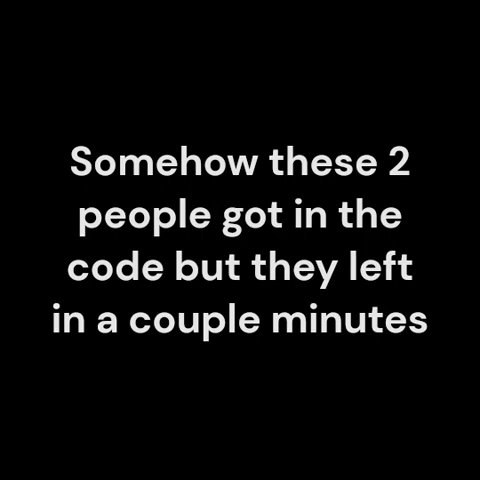 Somehow these 2
people got in the
code but they left
in a couple minutes